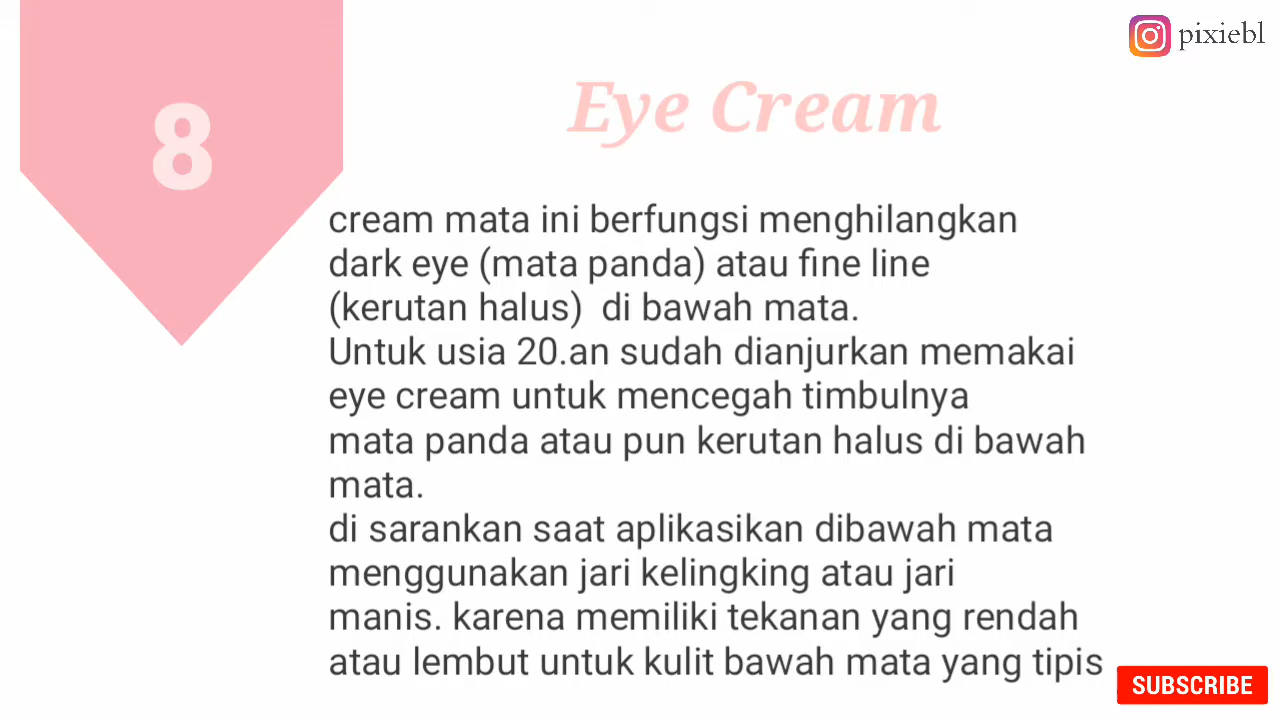 pixiebl
8
Eye Cream
cream mata ini berfungsi menghilangkan
dark eye (mata panda) atau fine line
(kerutan halus)  di bawah mata.
Untuk usia 20.an sudah dianjurkan memakai
eye cream untuk mencegah timbulnya
mata panda atau pun kerutan halus di bawah
mata.
di sarankan saat aplikasikan dibawah mata
menggunakan jari kelingking atau jari
manis. karena memiliki tekanan yang rendah
atau lembut untuk kulit bawah mata yang tipis
SUBSCRIBE